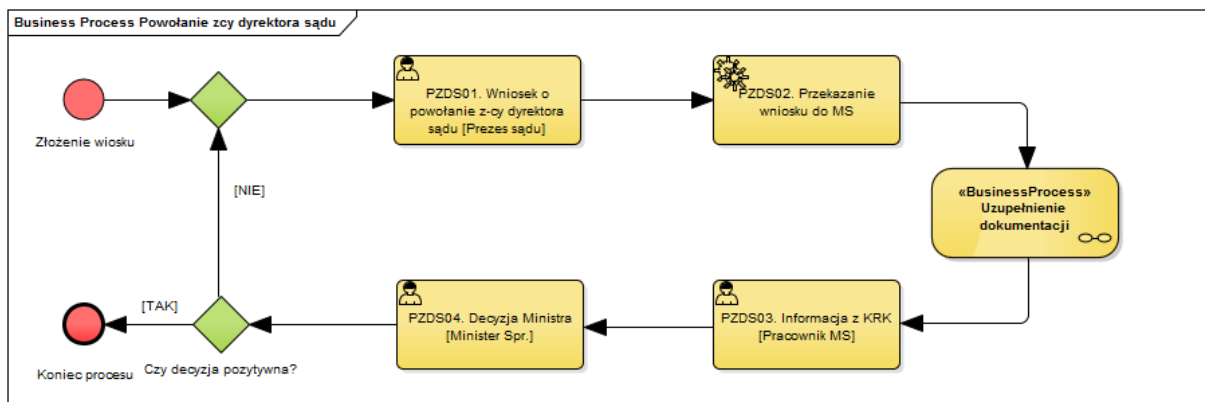 Business Process Powołanie zcy dyrektora sądu
Złożenie wiosku
PZDS01. Wniosek o
powołanie z-cy dyrektora
sądu [Prezes sądu]
PZDS02. Przekazanie
wniosku do MS
«BusinessProcess»
Uzupełnienie
dokumentacji
[NIE]
PZDS03. Informacja z KRK
[Pracownik MS]
PZDS04. Decyzja Ministra
[Minister Spr.]
Czy decyzja pozytywna?
[TAK]
Koniec procesu